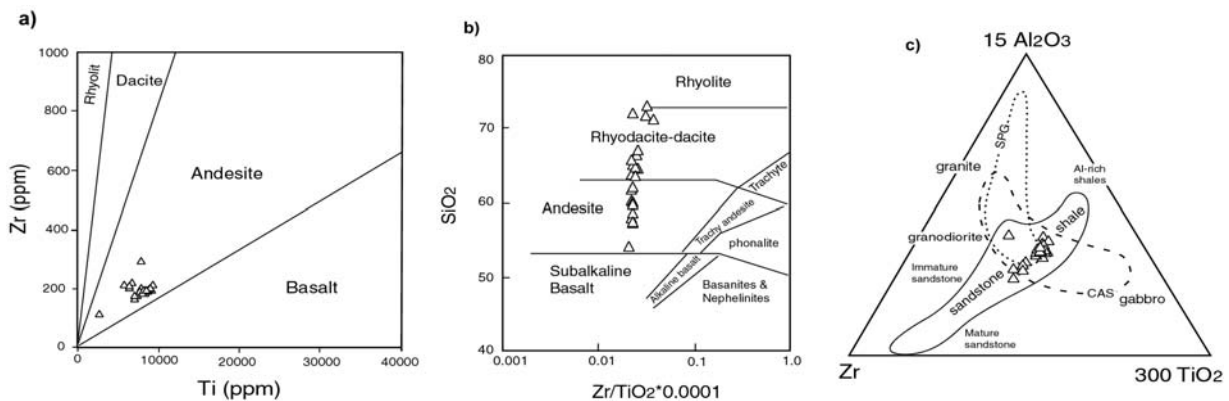 a)
1000
800
600
400
200
0
Zr (ppm)
Rhyolit
Dacite
Andesite
Basalt
0
10000
20000
30000
40000
Ti (ppm)
b)
80
70
60
50
40
SiO2
Rhyolite
Rhyodacite-dacite
Trachyte
Andesite
Trachy andesite
phonalite
Subalkaline
Basalt
Alkaline basalt
Basanites &
Nephelinites
0.001
0.01
0.1
1.0
Zr/TiO2*0.0001
c)
15 Al2O3
SPG
granite
Al-rich
shales
granodiorite
shale
Immature
sandstone
sandstone
CAS
gabbro
Mature
sandstone
Zr
300 TiO2